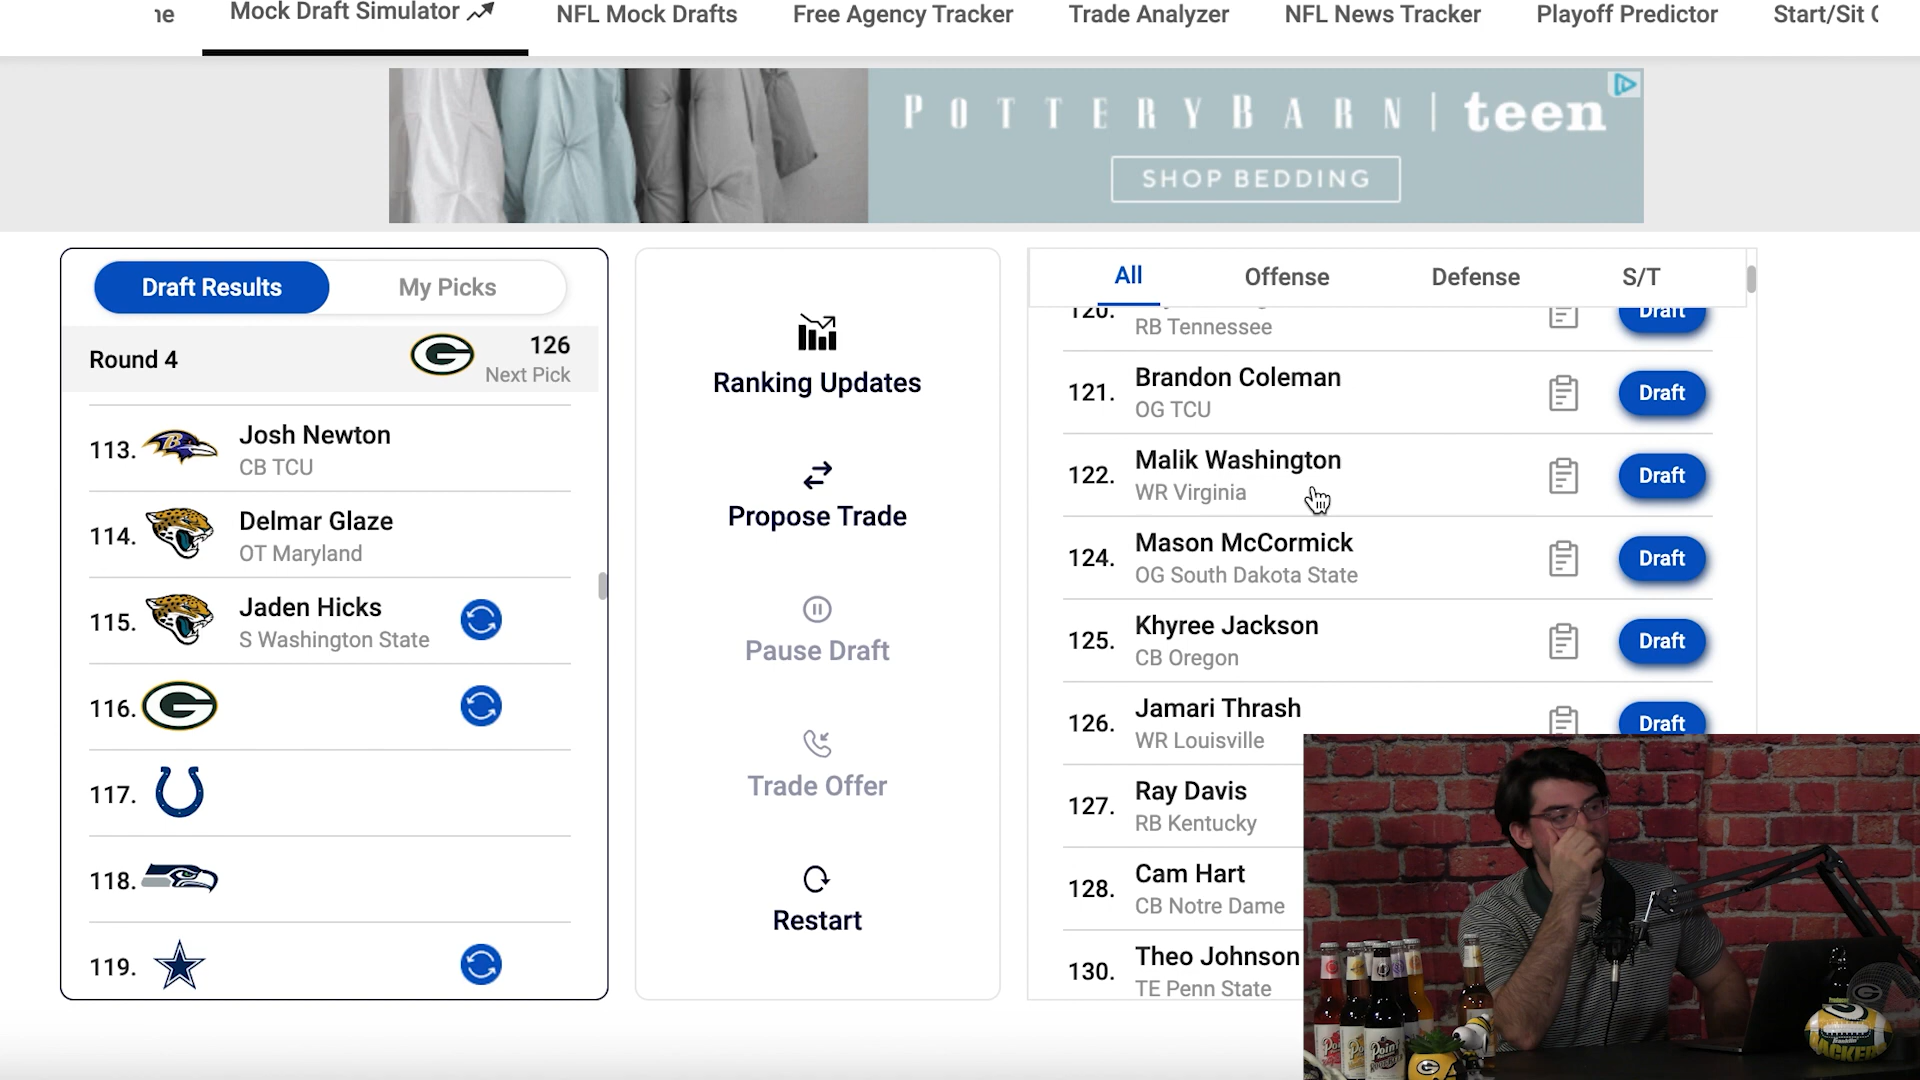 Mock Draft Simulator
NFL Mock Drafts
Free Agency Tracker
Trade Analyzer
NFL News Tracker
Playoff Predictor
Start/Sit
POTTERY BARN | teen
SHOP BEDDING
Draft Results
My Picks
Round 4
126
Next Pick
113.
Josh Newton
CB TCU
114.
Delmar Glaze
OT Maryland
115.
Jaden Hicks
S Washington State
116.
117.
118.
119.
Ranking Updates
Propose Trade
Pause Draft
Trade Offer
Restart
All
Offense
Defense
S/T
120.
RB Tennessee
Draft
121.
Brandon Coleman
OG TCU
Draft
122.
Malik Washington
WR Virginia
Draft
124.
Mason McCormick
OG South Dakota State
Draft
125.
Khyree Jackson
CB Oregon
Draft
126.
Jamari Thrash
WR Louisville
Draft
127.
Ray Davis
RB Kentucky
128.
Cam Hart
CB Notre Dame
130.
Theo Johnson
TE Penn State
Point